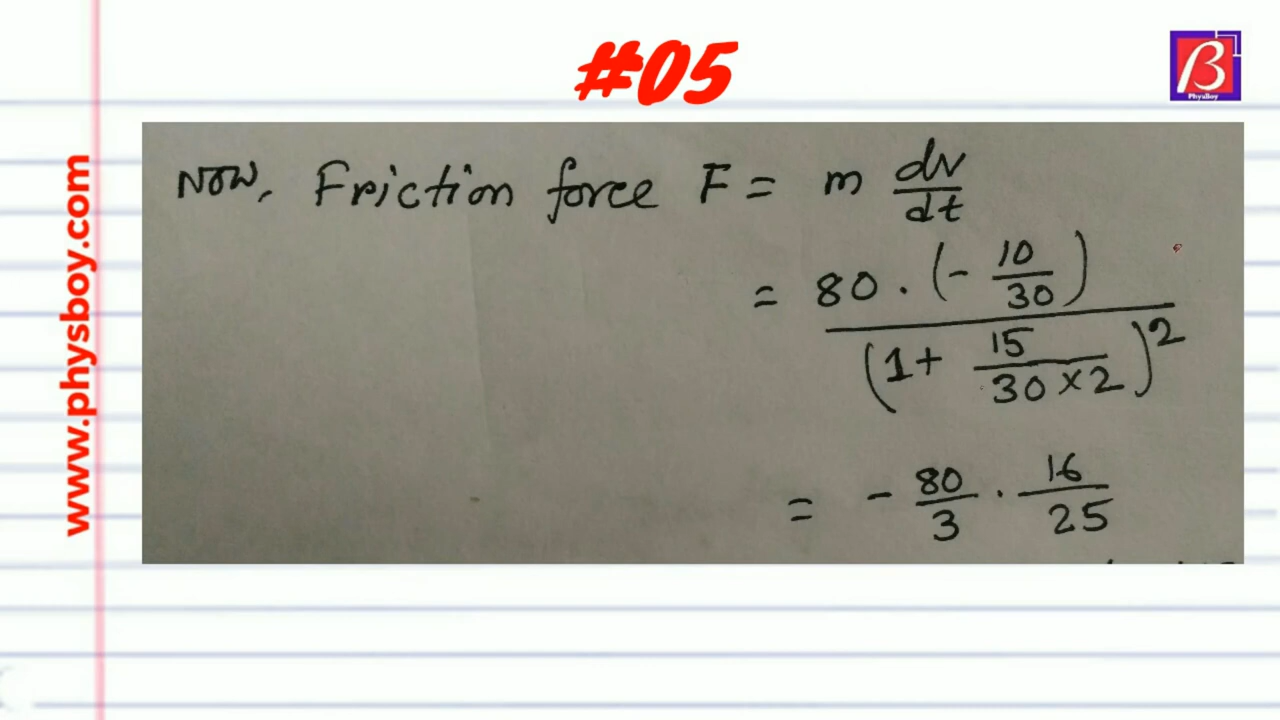 #05
β
PhysBoy
www.physboy.com
Now, Friction force F = m dv/dt
= 80 · (- 10/30) / (1 + 15/30×2)²
= - 80/3 · 16/25